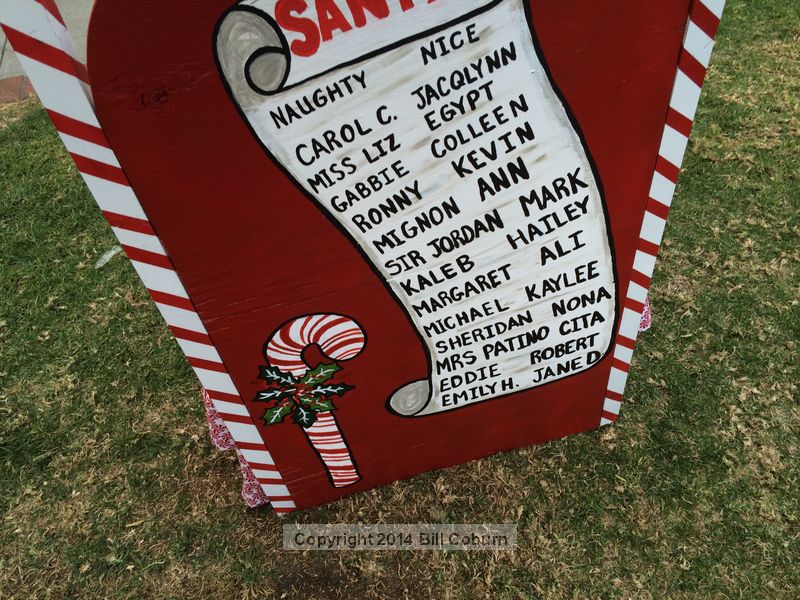 SANT
NAUGHTY NICE
CAROL C. JACQLYNN
MISS LIZ EGYPT
GABBIE COLLEEN
RONNY KEVIN
MIGNON ANN
SIR JORDAN MARK
KALEB HAILEY
MARGARET ALI
MICHAEL KAYLEE
SHERIDAN NONA
MRS PATINO CITA
EDDIE ROBERT
EMILY H. JANE D
Copyright 2014 Bill Coburn